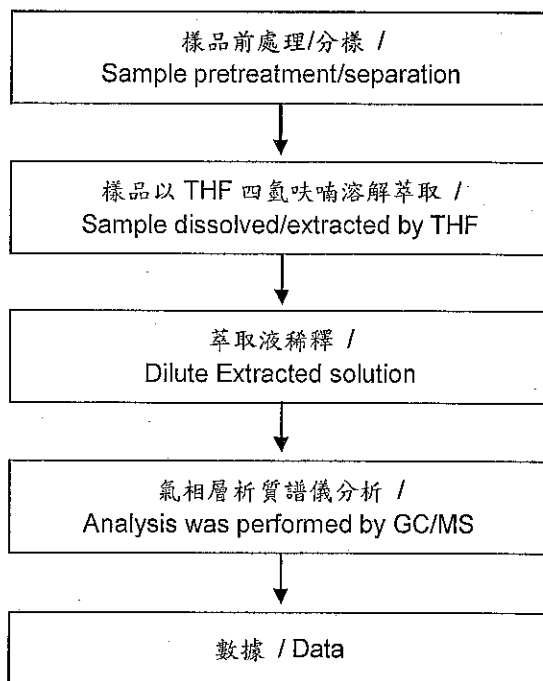 樣品前處理/分樣 /
Sample pretreatment/separation
樣品以 THF 四氫呋喃溶解萃取 /
Sample dissolved/extracted by THF
萃取液稀釋 /
Dilute Extracted solution
氣相層析質譜儀分析 /
Analysis was performed by GC/MS
數據 / Data